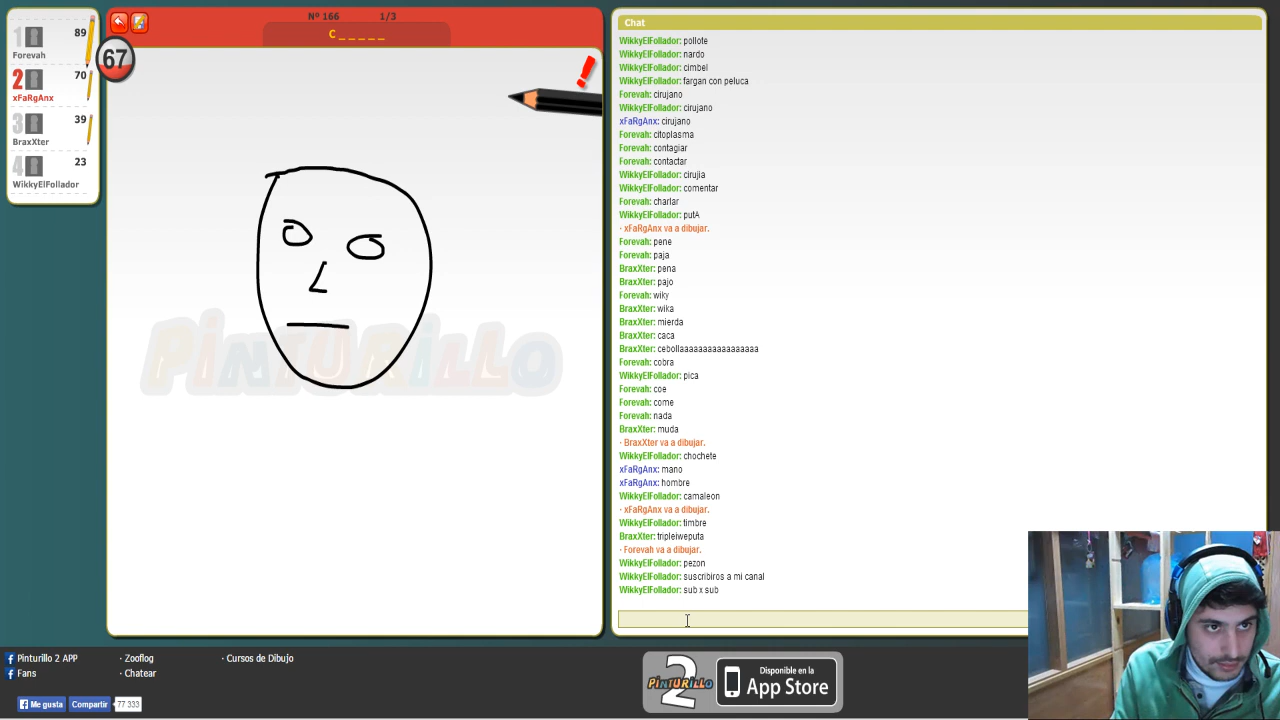 1
89
Forevah
2
70
xFaRgAnx
3
39
BraxXter
4
23
WikkyElFollador
67
Nº 166 1/3
C _ _ _ _ _
PINTURILLO
Chat
WikkyElFollador: pollote
WikkyElFollador: nardo
WikkyElFollador: cimbel
WikkyElFollador: fargan con peluca
Forevah: cirujano
WikkyElFollador: cirujano
xFaRgAnx: cirujano
Forevah: citoplasma
Forevah: contagiar
Forevah: contactar
WikkyElFollador: cirujia
WikkyElFollador: comentar
Forevah: charlar
WikkyElFollador: putA
· xFaRgAnx va a dibujar.
Forevah: pene
Forevah: paja
BraxXter: pena
BraxXter: pajo
Forevah: wiky
BraxXter: wika
BraxXter: mierda
BraxXter: caca
BraxXter: cebollaaaaaaaaaaaaaaaaa
Forevah: cobra
WikkyElFollador: pica
Forevah: coe
Forevah: come
Forevah: nada
BraxXter: muda
· BraxXter va a dibujar.
WikkyElFollador: chochete
xFaRgAnx: mano
xFaRgAnx: hombre
WikkyElFollador: camaleon
· xFaRgAnx va a dibujar.
WikkyElFollador: timbre
BraxXter: tripleiweputa
· Forevah va a dibujar.
WikkyElFollador: pezon
WikkyElFollador: suscribiros a mi canal
WikkyElFollador: sub x sub
Pinturillo 2 APP · Zooflog · Cursos de Dibujo
Fans · Chatear
Me gusta Compartir 77 333
PINTURILLO 2
Disponible en la
App Store